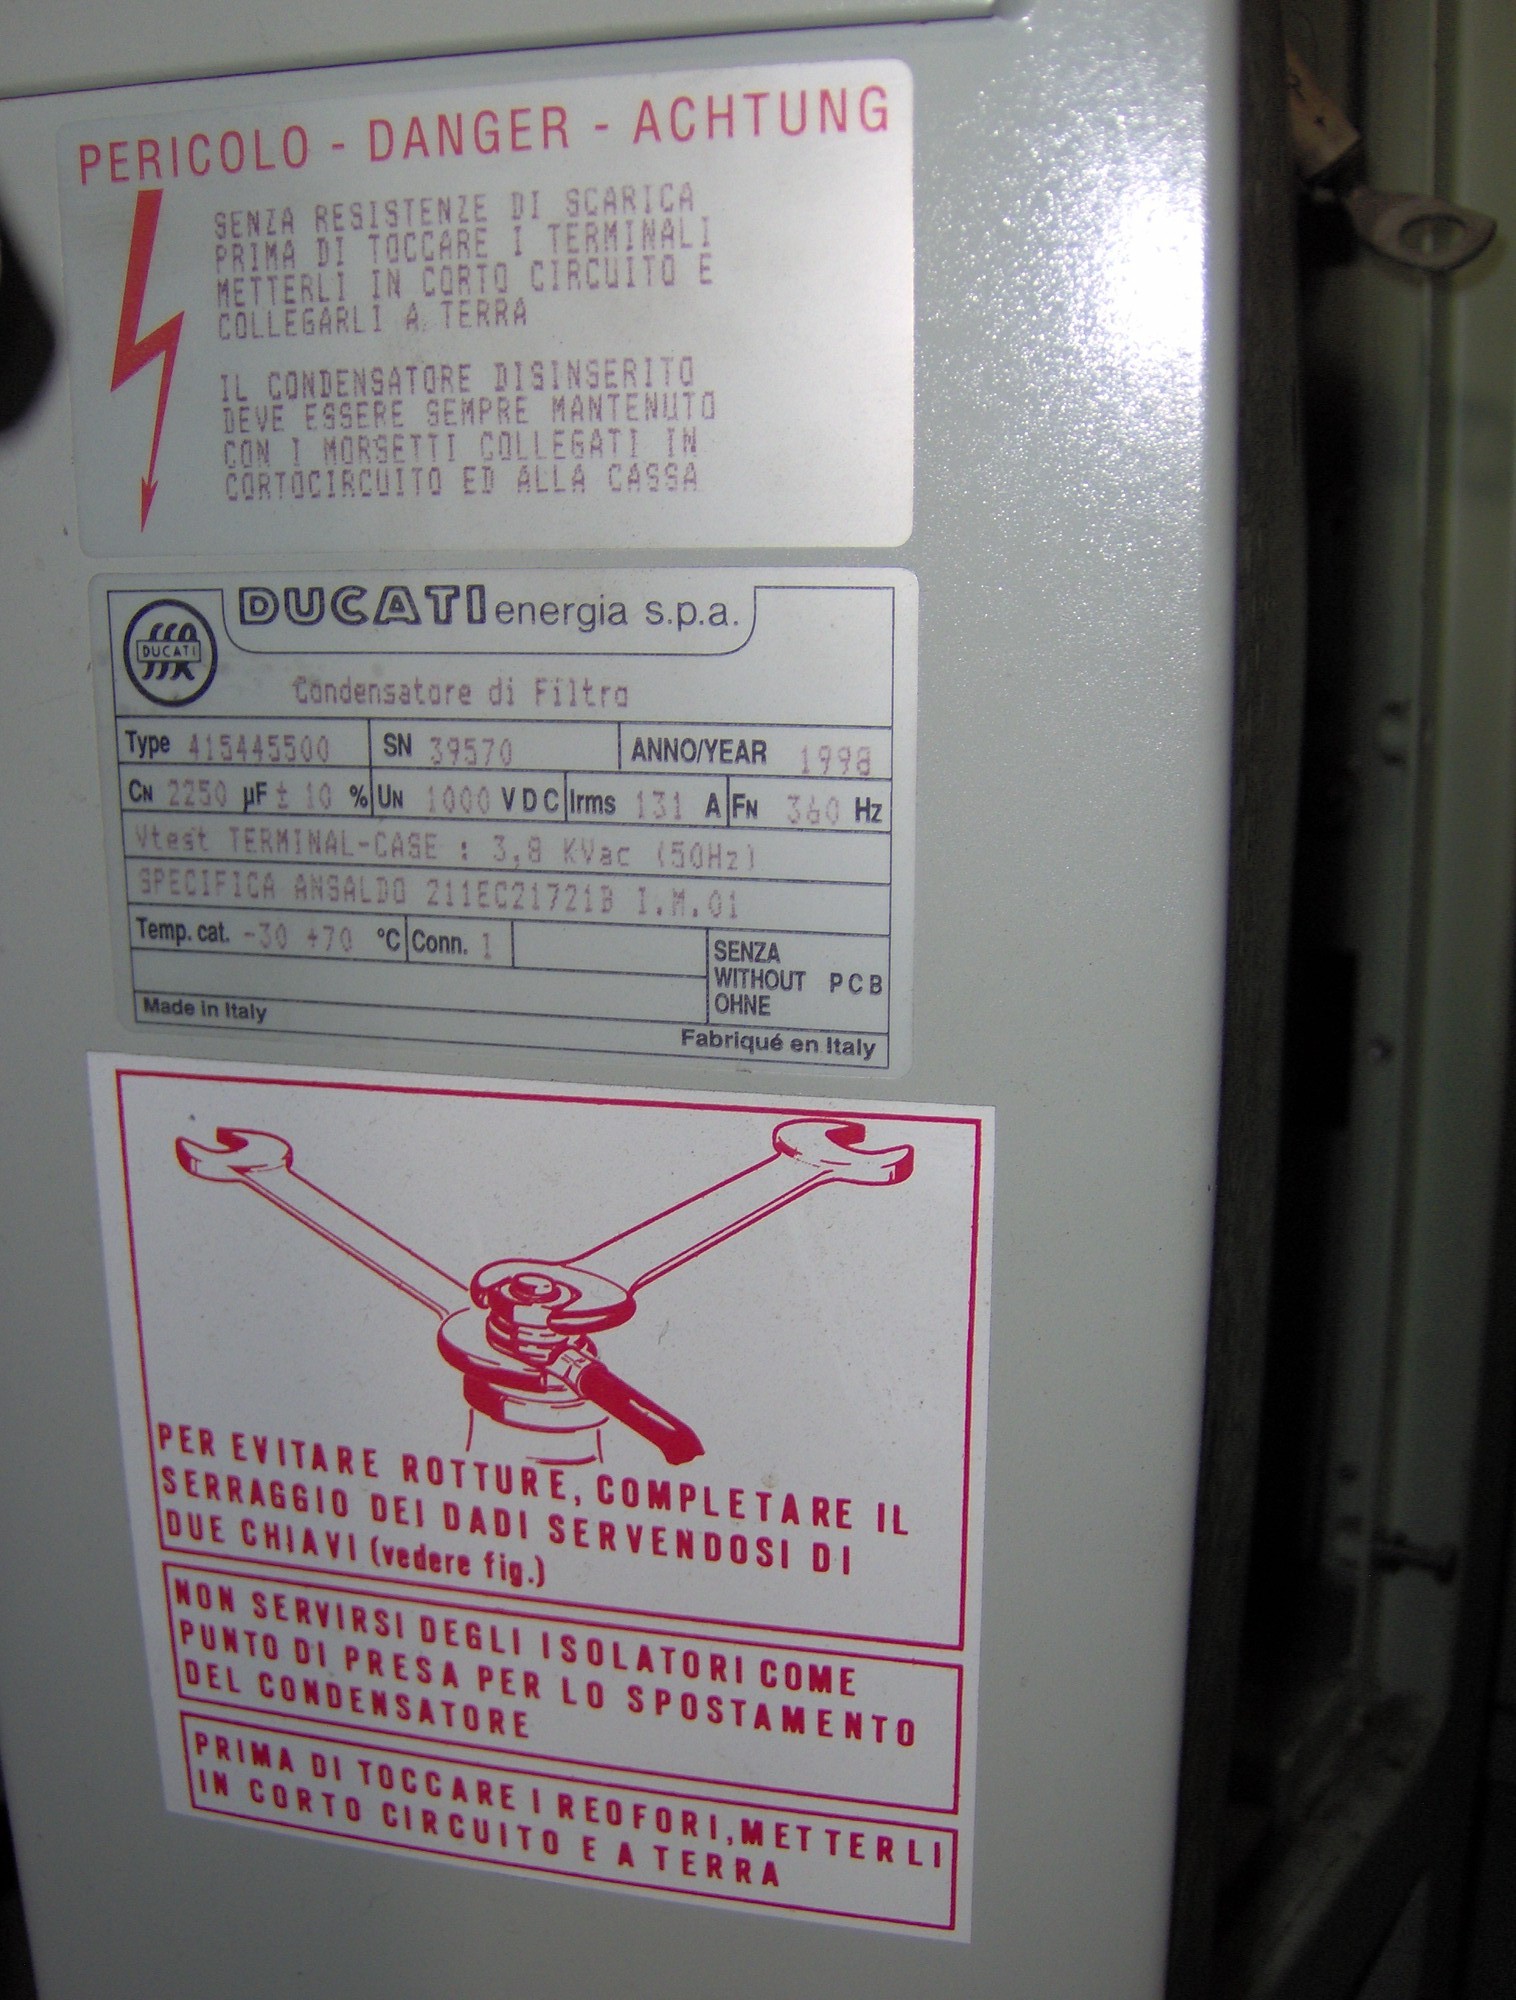 PERICOLO - DANGER - ACHTUNG
SENZA RESISTENZE DI SCARICA
PRIMA DI TOCCARE I TERMINALI
METTERLI IN CORTO CIRCUITO E
COLLEGARLI A TERRA
IL CONDENSATORE DISINSERITO
DEVE ESSERE SEMPRE MANTENUTO
CON I MORSETTI COLLEGATI IN
CORTOCIRCUITO ED ALLA CASSA
DUCATI energia s.p.a.
DUCATI
Condensatore di Filtro
Type 415445500 SN 39570 ANNO/YEAR 1998
CN 2250 µF ± 10 % UN 1000 VDC Irms 131 A FN 360 Hz
Vtest TERMINAL-CASE : 3,8 KVac (50Hz)
SPECIFICA ANSALDO 211EC21721B I.M.01
Temp. cat. -30 +70 °C Conn. 1
SENZA
WITHOUT PCB
OHNE
Made in Italy
Fabriqué en Italy
PER EVITARE ROTTURE, COMPLETARE IL
SERRAGGIO DEI DADI SERVENDOSI DI
DUE CHIAVI (vedere fig.)
NON SERVIRSI DEGLI ISOLATORI COME
PUNTO DI PRESA PER LO SPOSTAMENTO
DEL CONDENSATORE
PRIMA DI TOCCARE I REOFORI, METTERLI
IN CORTO CIRCUITO E A TERRA